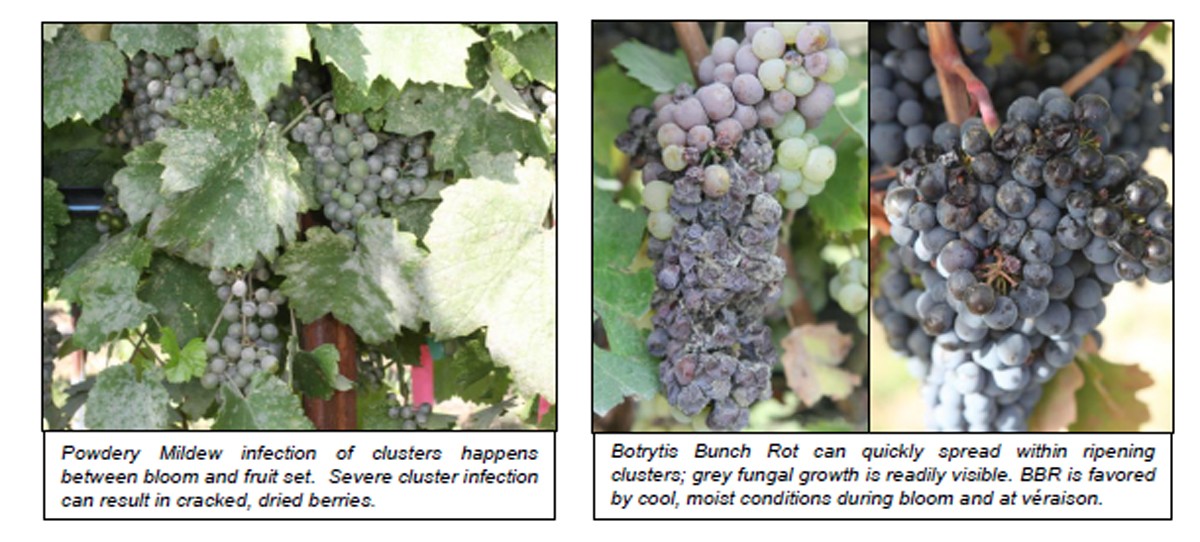 Powdery Mildew infection of clusters happens
between bloom and fruit set. Severe cluster infection
can result in cracked, dried berries.
Botrytis Bunch Rot can quickly spread within ripening
clusters; grey fungal growth is readily visible. BBR is favored
by cool, moist conditions during bloom and at véraison.